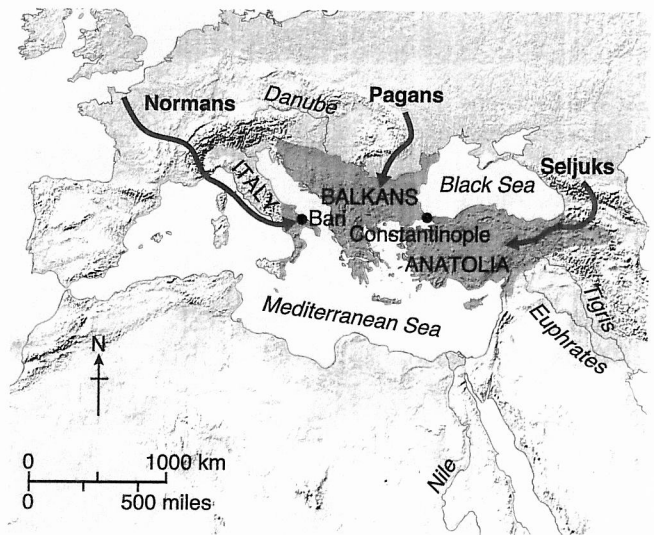 Normans
Danube
Pagans
Seljuks
ITALY
BALKANS
Black Sea
Bari
Constantinople
ANATOLIA
Mediterranean Sea
Tigris
Euphrates
N
0 1000 km
0 500 miles
Nile